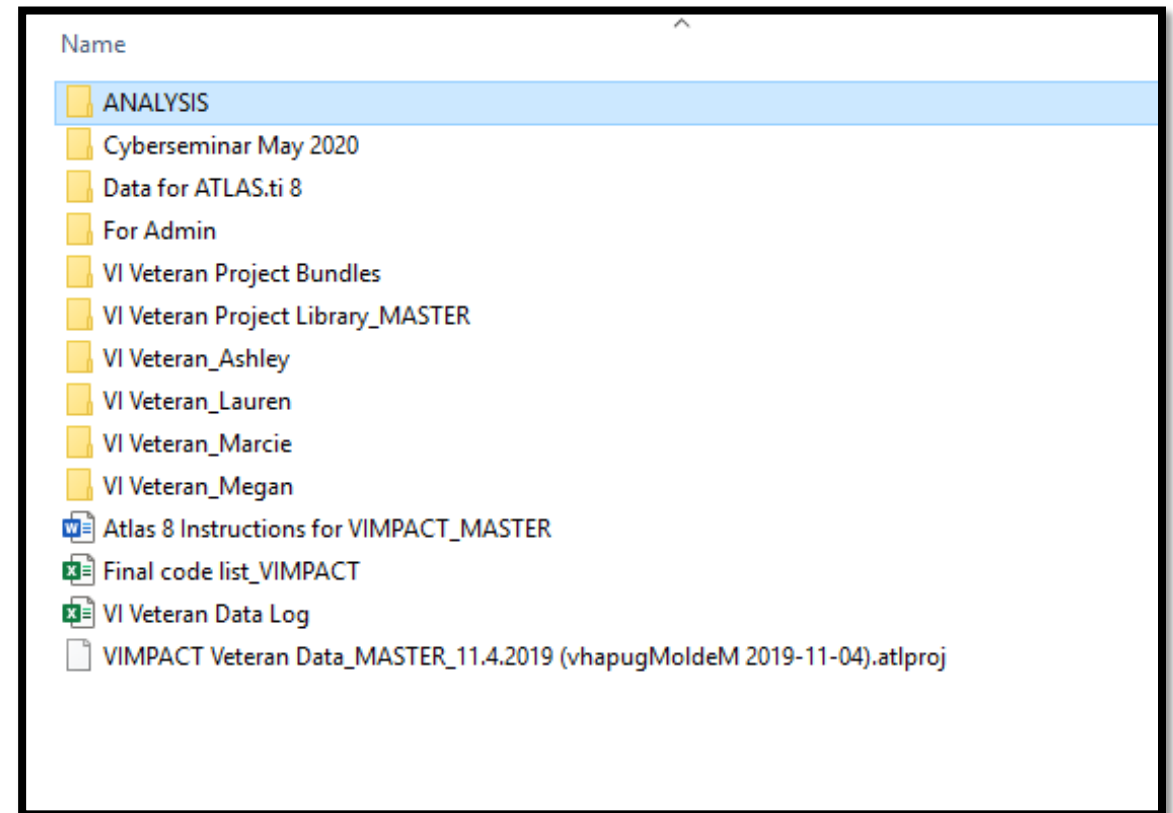 Name
ANALYSIS
Cyberseminar May 2020
Data for ATLAS.ti 8
For Admin
VI Veteran Project Bundles
VI Veteran Project Library_MASTER
VI Veteran_Ashley
VI Veteran_Lauren
VI Veteran_Marcie
VI Veteran_Megan
Atlas 8 Instructions for VIMPACT_MASTER
Final code list_VIMPACT
VI Veteran Data Log
VIMPACT Veteran Data_MASTER_11.4.2019 (vhapugMoldeM 2019-11-04).atlproj